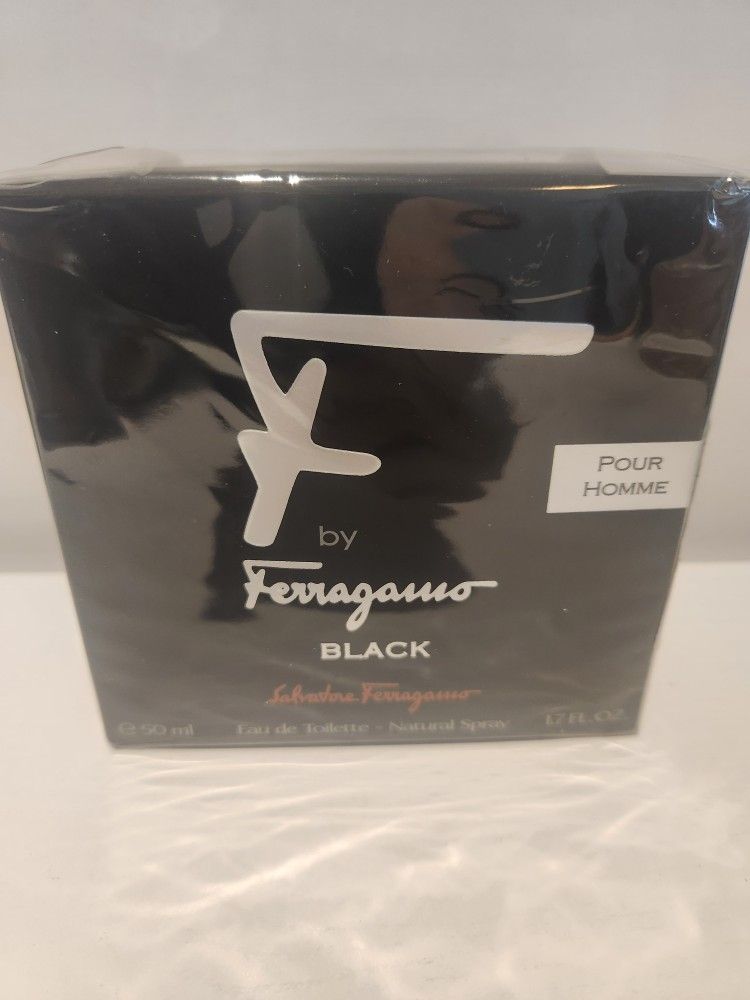 F
POUR
HOMME
by
Ferragamo
BLACK
Salvatore Ferragamo
℮ 50 ml Eau de Toilette - Natural Spray 1.7 FL. OZ.